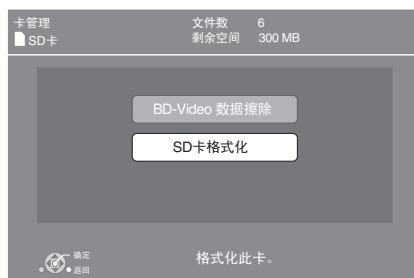 卡管理
SD卡
文件数 6
剩余空间 300 MB
BD-Video 数据擦除
SD卡格式化
确定
返回
格式化此卡。